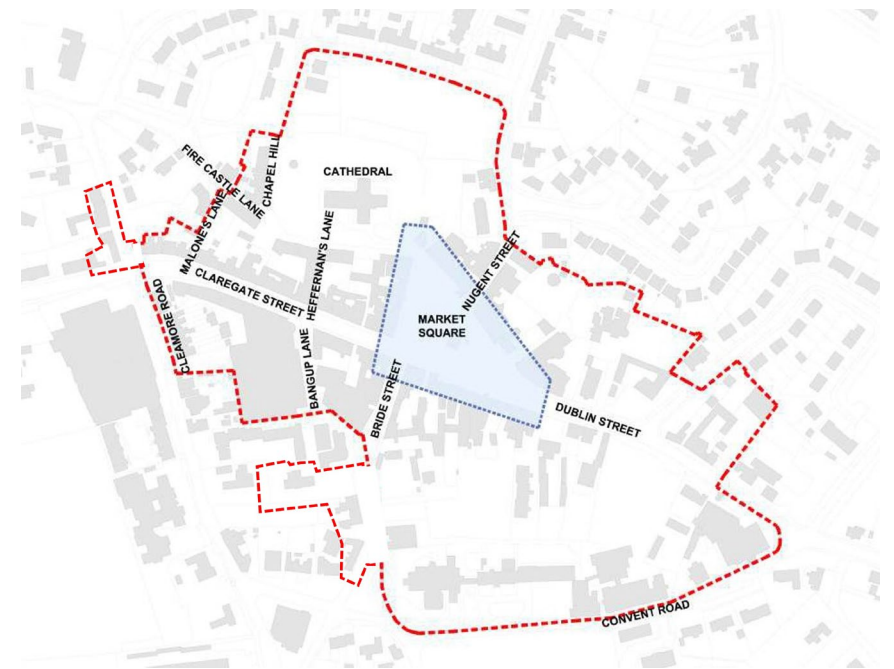 FIRE CASTLE LANE
CHAPEL HILL
CATHEDRAL
MALONE'S LANE
HEFFERNAN'S LANE
NUGENT STREET
CLAREGATE STREET
CLEAMORE ROAD
MARKET
SQUARE
BANGUP LANE
BRIDE STREET
DUBLIN STREET
CONVENT ROAD